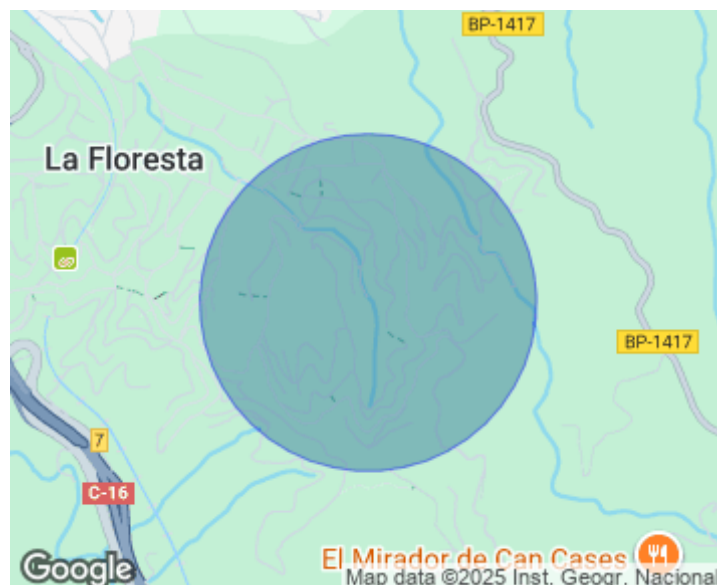 BP-1417
La Floresta
BP-1417
7
C-16
El Mirador de Can Cases
Google
Map data ©2025 Inst. Geogr. Nacional